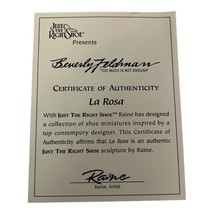 JUST
THE
RIGHT SHOE™
Presents
Beverly Feldman
"TOO MUCH IS NOT ENOUGH"
CERTIFICATE OF AUTHENTICITY
La Rosa
With JUST THE RIGHT SHOE™ Raine has designed
a collection of shoe miniatures inspired by a
top contempory designer. This Certificate of
Authenticity affirms that La Rosa is an authentic
JUST THE RIGHT SHOE sculpture by Raine.
Raine
Raine, Artist